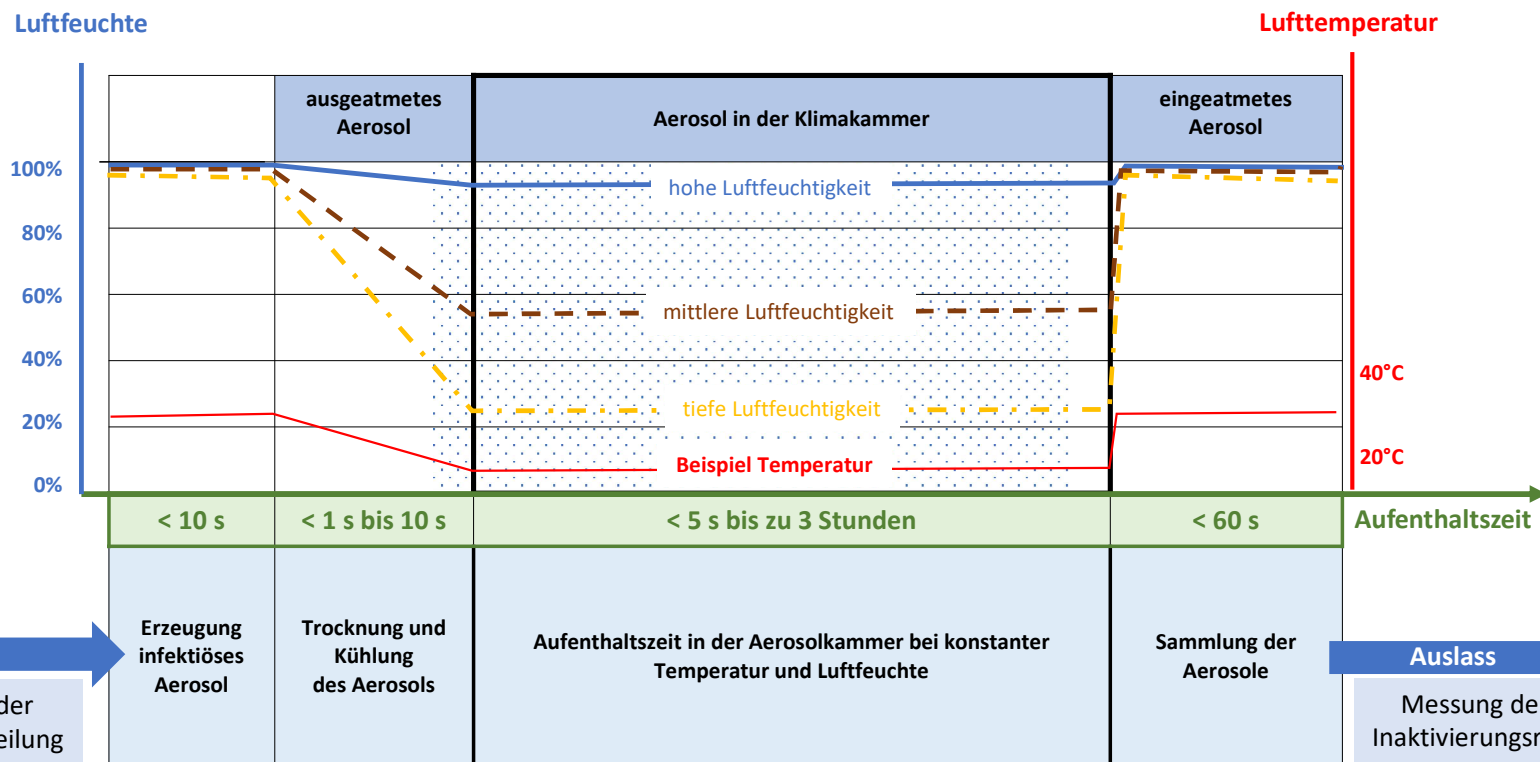 Luftfeuchte
Lufttemperatur
ausgeatmetes
Aerosol
Aerosol in der Klimakammer
eingeatmetes
Aerosol
100%
80%
60%
40%
20%
0%
hohe Luftfeuchtigkeit
mittlere Luftfeuchtigkeit
tiefe Luftfeuchtigkeit
Beispiel Temperatur
40°C
20°C
< 10 s
< 1 s bis 10 s
< 5 s bis zu 3 Stunden
< 60 s
Aufenthaltszeit
Erzeugung
infektiöses
Aerosol
Trocknung und
Kühlung
des Aerosols
Aufenthaltszeit in der Aerosolkammer bei konstanter
Temperatur und Luftfeuchte
Sammlung der
Aerosole
Auslass
der
eilung
Messung de
Inaktivierungsr